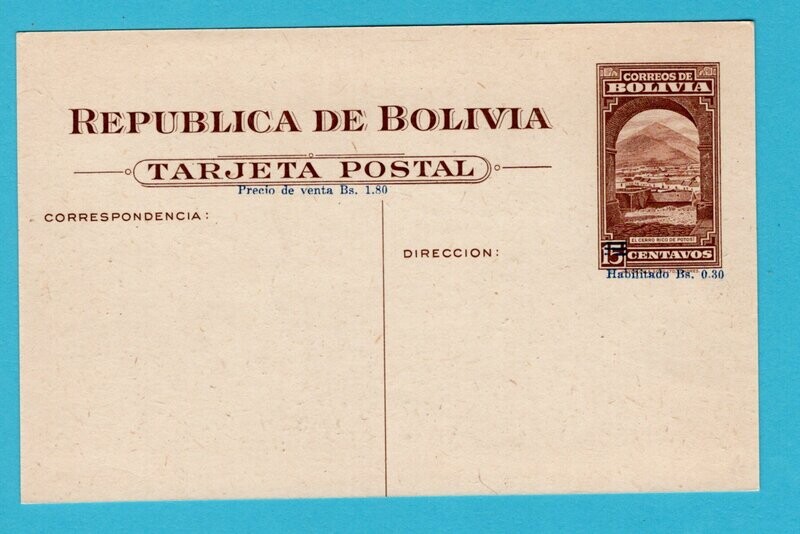 REPUBLICA DE BOLIVIA
TARJETA POSTAL
Precio de venta Bs. 1.80
CORRESPONDENCIA:
DIRECCION:
CORREOS DE
BOLIVIA
EL CERRO RICO DE POTOSI
15 CENTAVOS
Habilitado Bs. 0.30